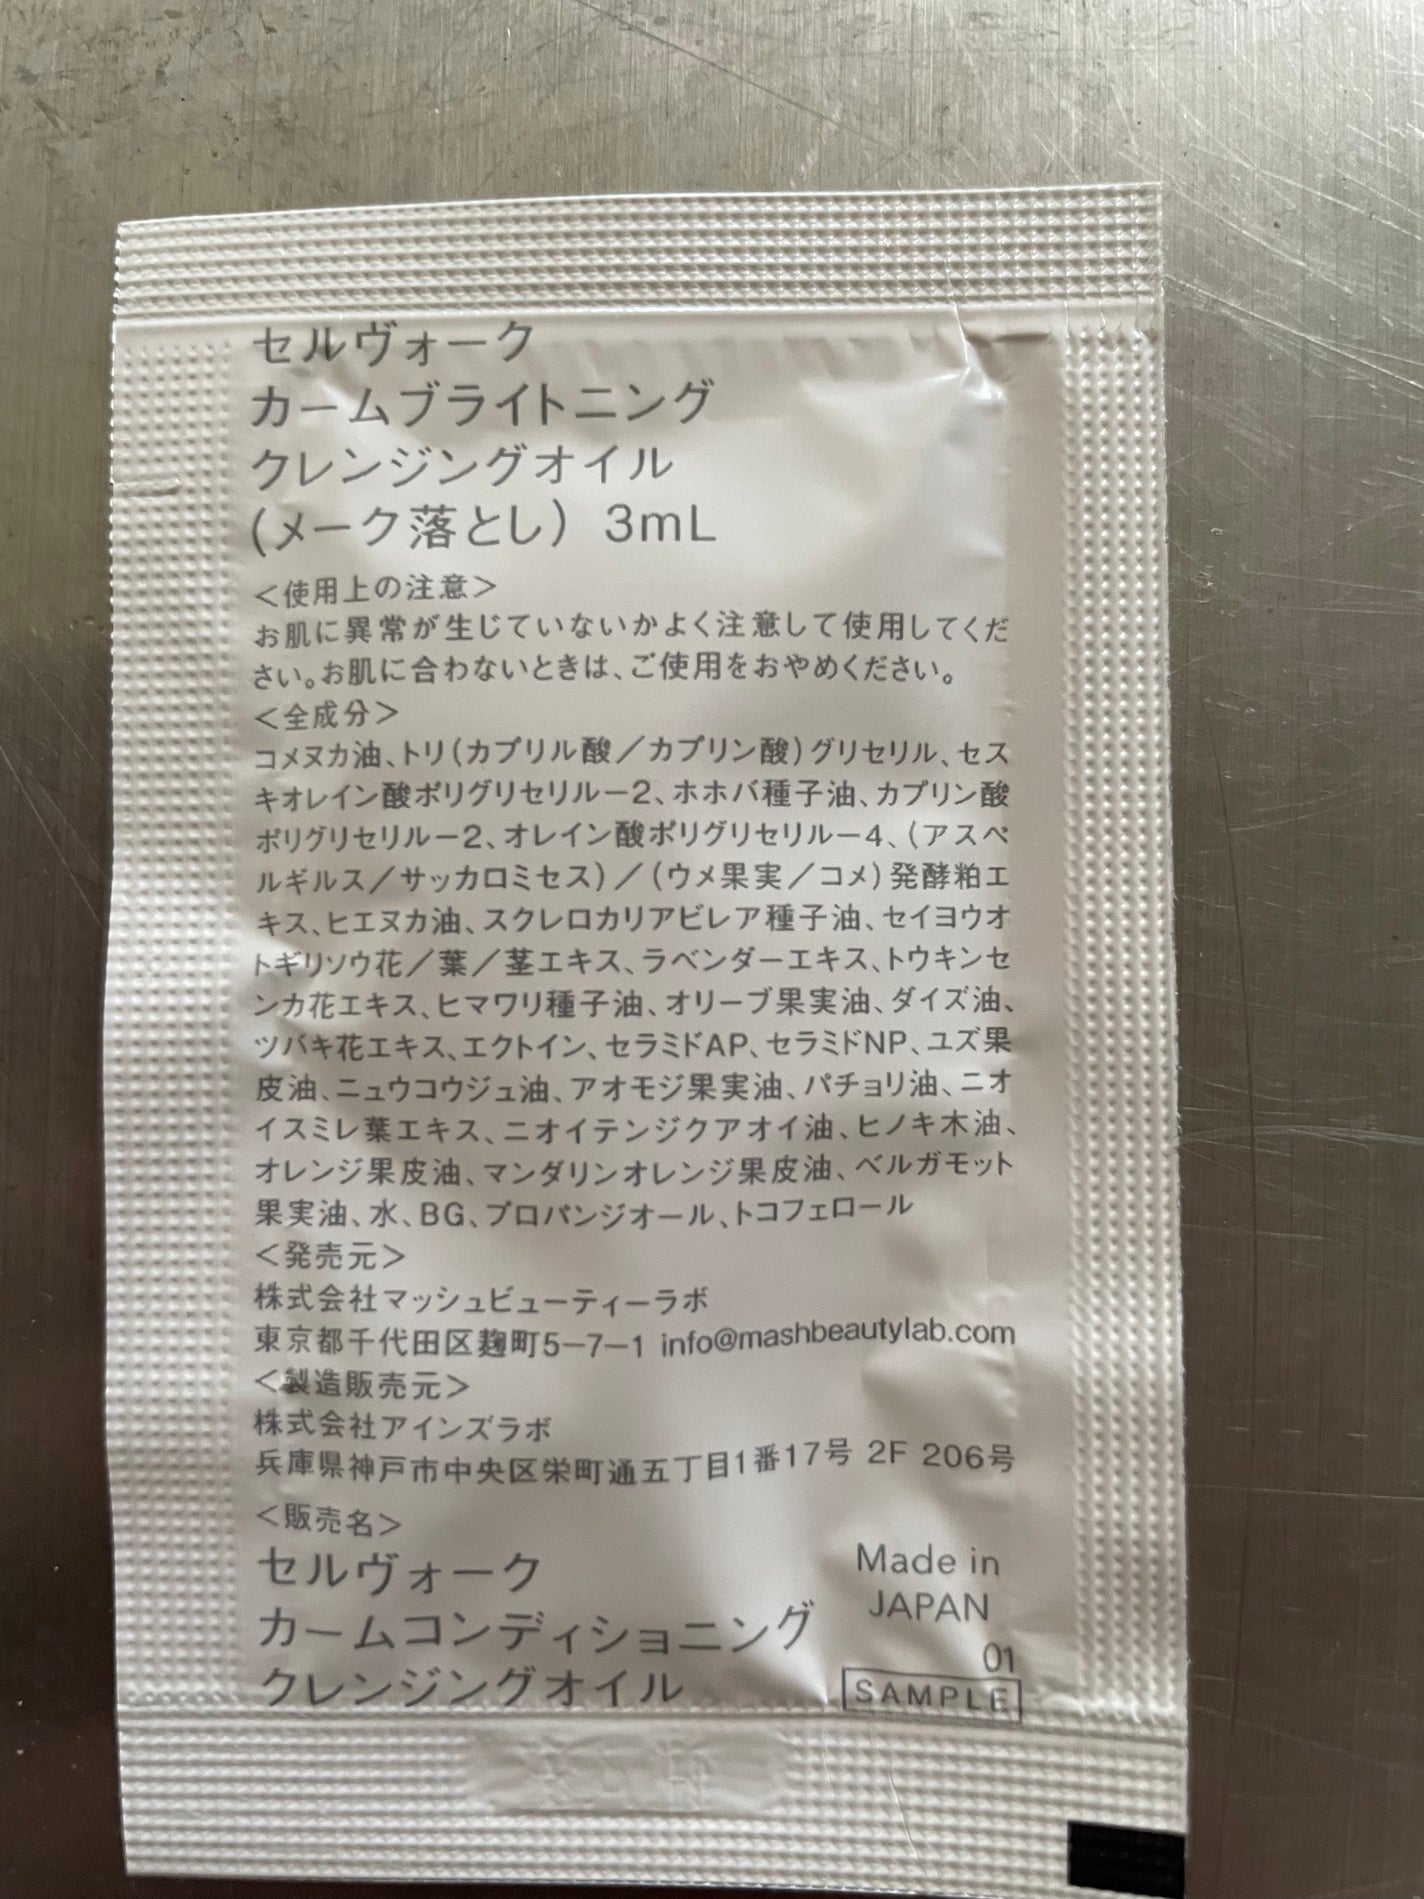 セルヴォーク
カームブライトニング
クレンジングオイル
(メーク落とし) 3mL
＜使用上の注意＞
お肌に異常が生じていないかよく注意して使用してくだ
さい。お肌に合わないときは、ご使用をおやめください。
＜全成分＞
コメヌカ油、トリ(カプリル酸／カプリン酸)グリセリル、セス
キオレイン酸ポリグリセリルー2、ホホバ種子油、カプリン酸
ポリグリセリルー2、オレイン酸ポリグリセリルー4、(アスペ
ルギルス／サッカロミセス)／(ウメ果実／コメ)発酵粕エ
キス、ヒエヌカ油、スクレロカリアビレア種子油、セイヨウオ
トギリソウ花／葉／茎エキス、ラベンダーエキス、トウキンセ
ンカ花エキス、ヒマワリ種子油、オリーブ果実油、ダイズ油、
ツバキ花エキス、エクトイン、セラミドAP、セラミドNP、ユズ果
皮油、ニュウコウジュ油、アオモジ果実油、パチョリ油、ニオ
イスミレ葉エキス、ニオイテンジクアオイ油、ヒノキ木油、
オレンジ果皮油、マンダリンオレンジ果皮油、ベルガモット
果実油、水、BG、プロパンジオール、トコフェロール
＜発売元＞
株式会社マッシュビューティーラボ
東京都千代田区麹町5ー7ー1 info@mashbeautylab.com
＜製造販売元＞
株式会社アインズラボ
兵庫県神戸市中央区栄町通五丁目1番17号 2F 206号
＜販売名＞
セルヴォーク
カームコンディショニング
クレンジングオイル
Made in
JAPAN
01
SAMPLE